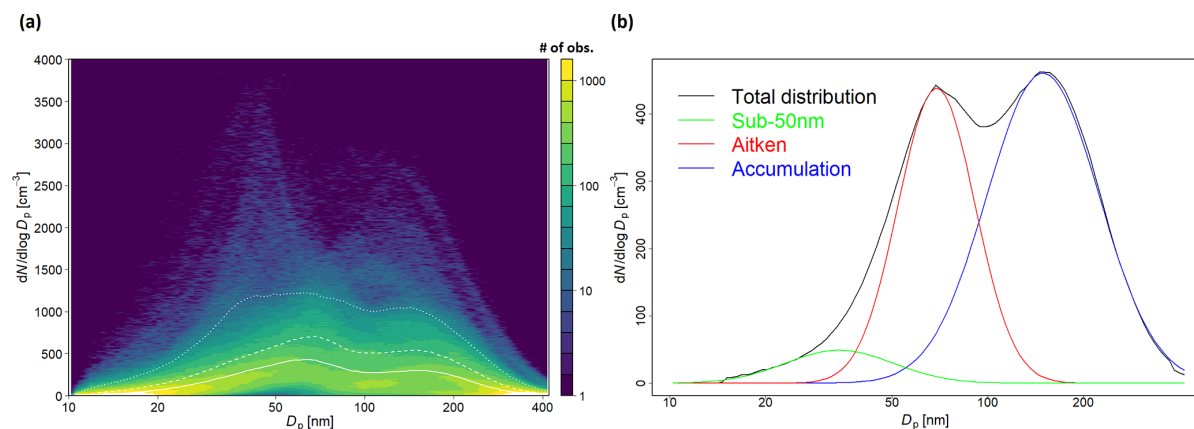 (a)
(b)
# of obs.
4000
3500
3000
2500
2000
1500
1000
500
0
dN/dlog Dp [cm⁻³]
10
20
50
100
200
400
Dp [nm]
1000
100
10
1
400
300
200
100
0
dN/dlog Dp [cm⁻³]
Total distribution
Sub-50nm
Aitken
Accumulation
10
20
50
100
200
Dp [nm]